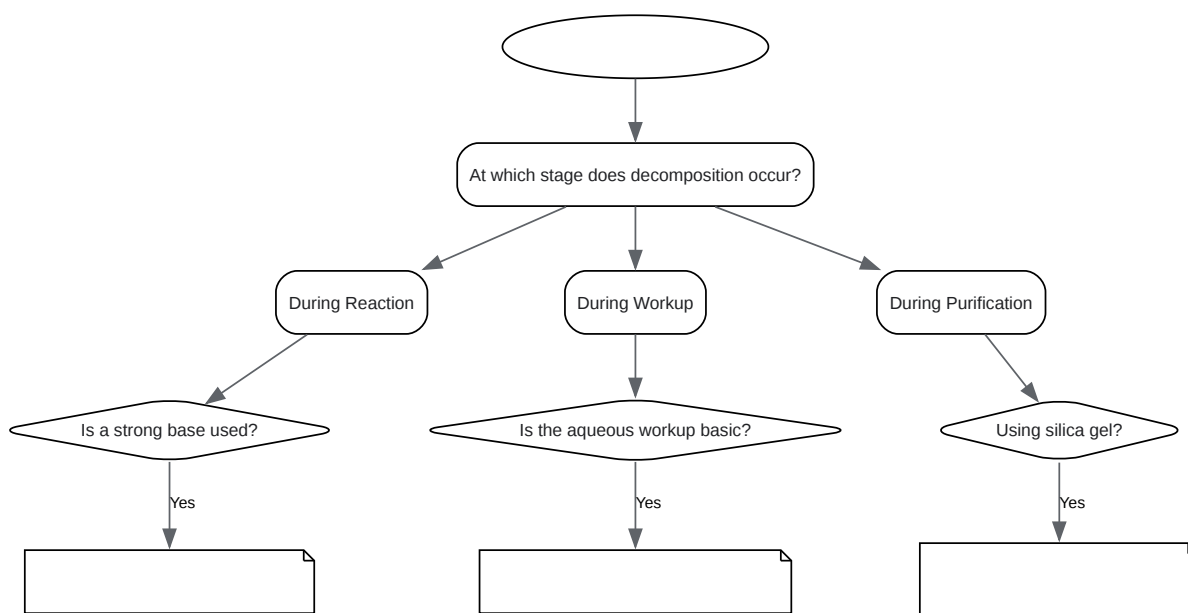 At which stage does decomposition occur?
During Reaction
During Workup
During Purification
Is a strong base used?
Is the aqueous workup basic?
Using silica gel?
Yes
Yes
Yes